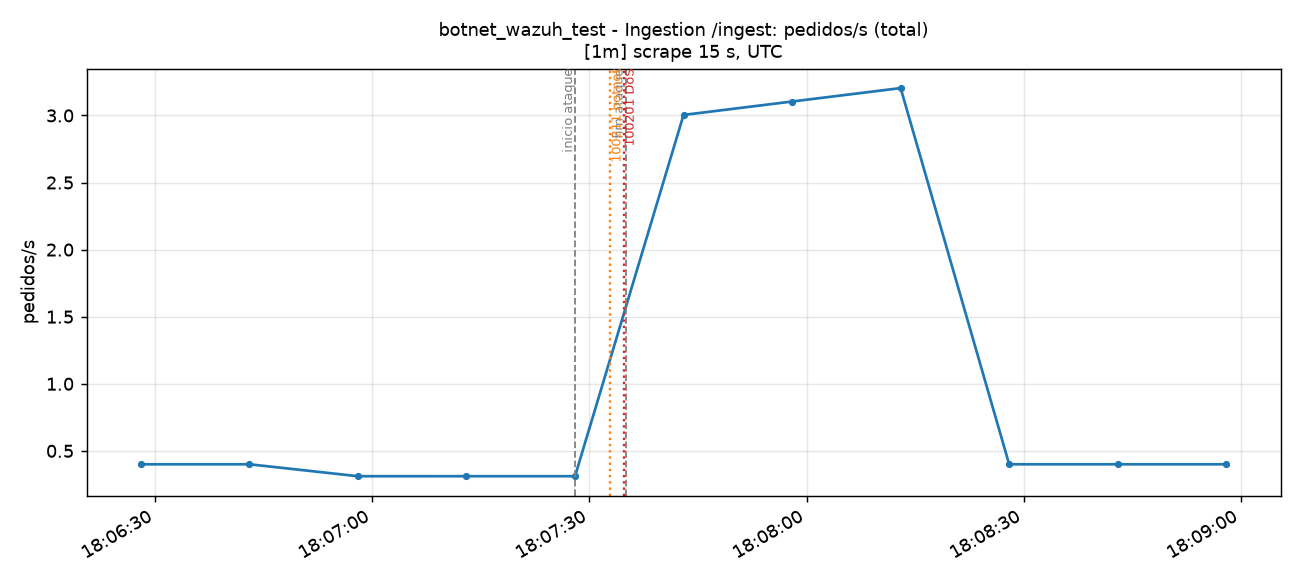 botnet_wazuh_test - Ingestion /ingest: pedidos/s (total)
[1m] scrape 15 s, UTC
inicio ataque
100201 DoS
pedidos/s
3.0
2.5
2.0
1.5
1.0
0.5
18:06:30
18:07:00
18:07:30
18:08:00
18:08:30
18:09:00